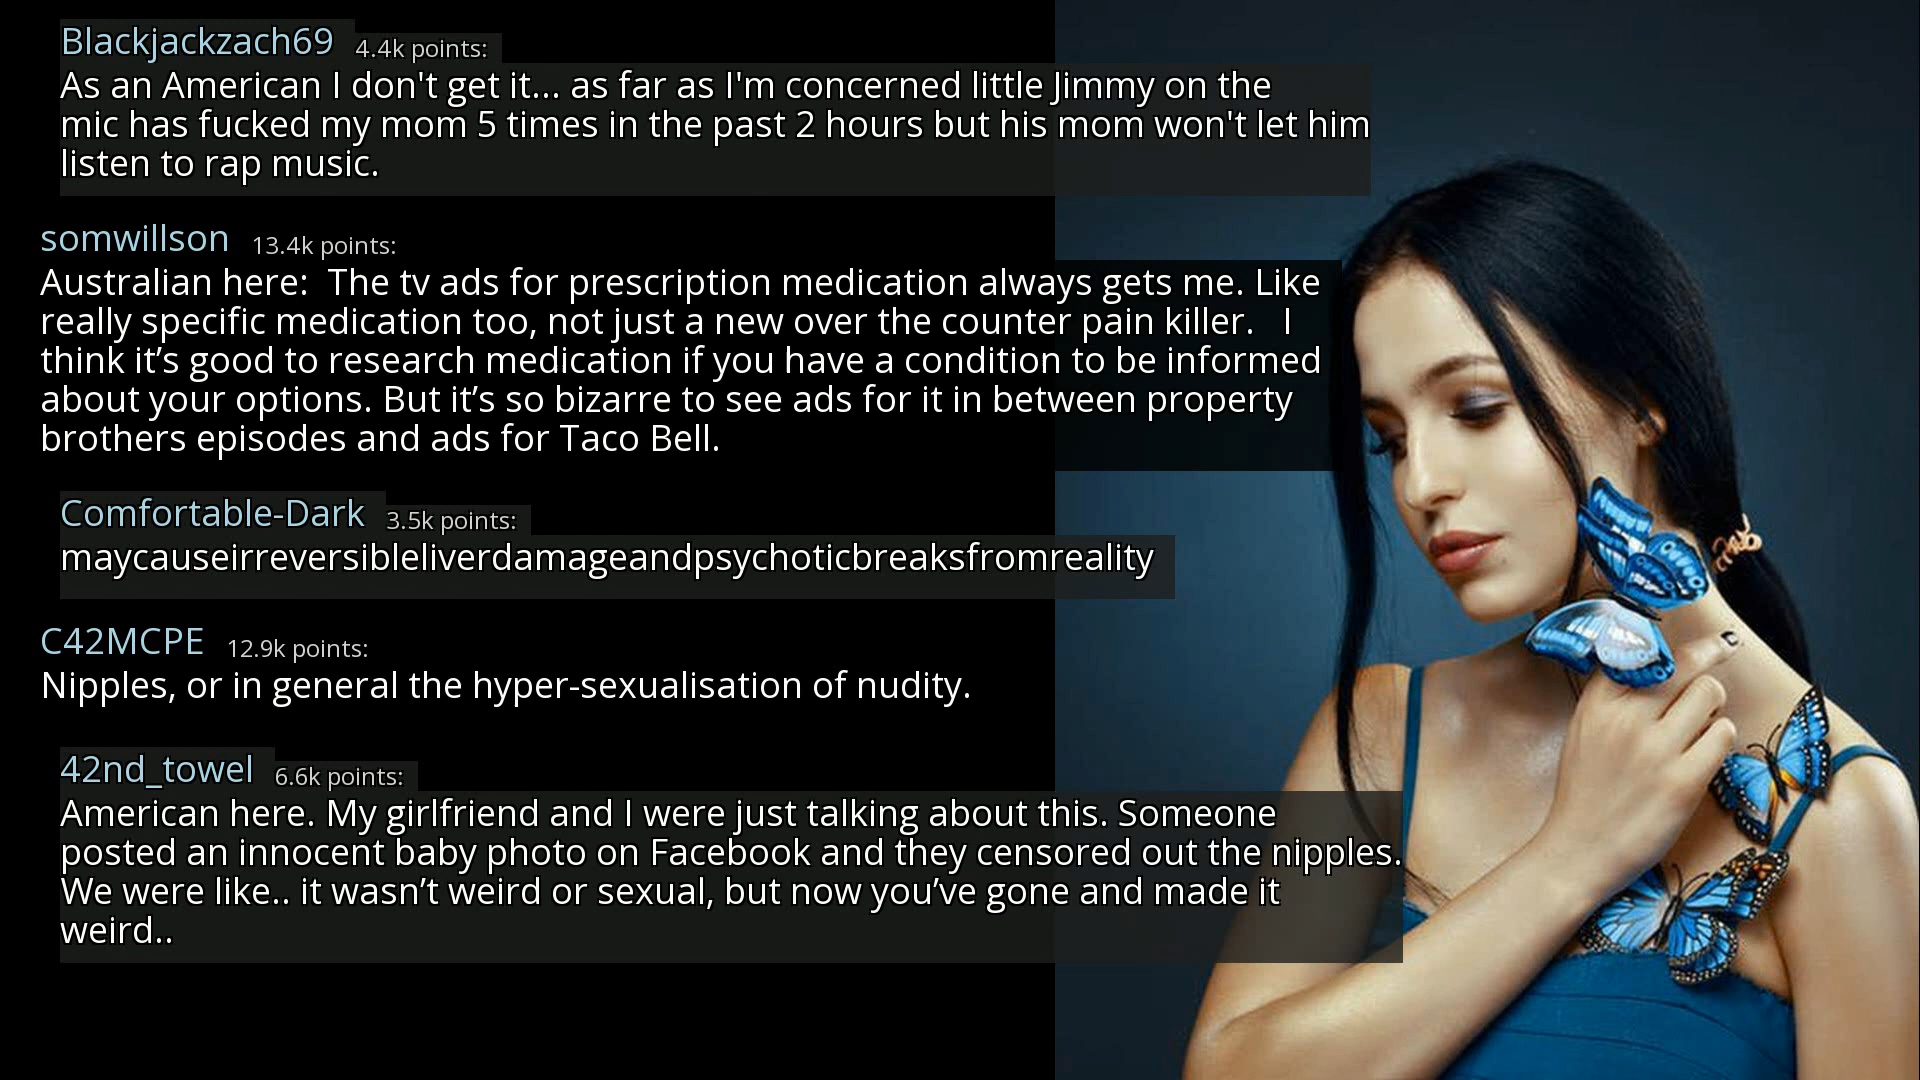 Blackjackzach69 4.4k points:
As an American I don't get it... as far as I'm concerned little Jimmy on the
mic has fucked my mom 5 times in the past 2 hours but his mom won't let him
listen to rap music.
somwillson 13.4k points:
Australian here:  The tv ads for prescription medication always gets me. Like
really specific medication too, not just a new over the counter pain killer.   I
think it’s good to research medication if you have a condition to be informed
about your options. But it’s so bizarre to see ads for it in between property
brothers episodes and ads for Taco Bell.
Comfortable-Dark 3.5k points:
maycauseirreversibleliverdamageandpsychoticbreaksfromreality
C42MCPE 12.9k points:
Nipples, or in general the hyper-sexualisation of nudity.
42nd_towel 6.6k points:
American here. My girlfriend and I were just talking about this. Someone
posted an innocent baby photo on Facebook and they censored out the nipples.
We were like.. it wasn’t weird or sexual, but now you’ve gone and made it
weird..